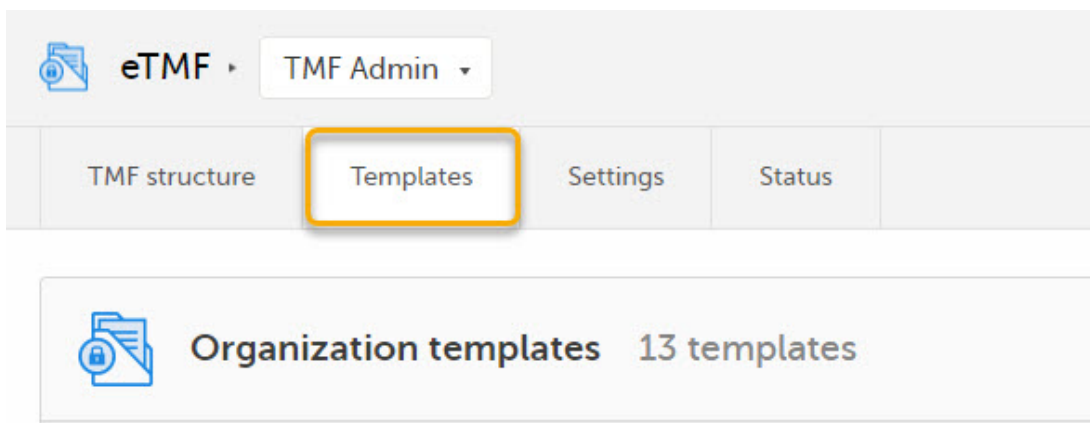 eTMF TMF Admin
TMF structure Templates Settings Status
Organization templates 13 templates